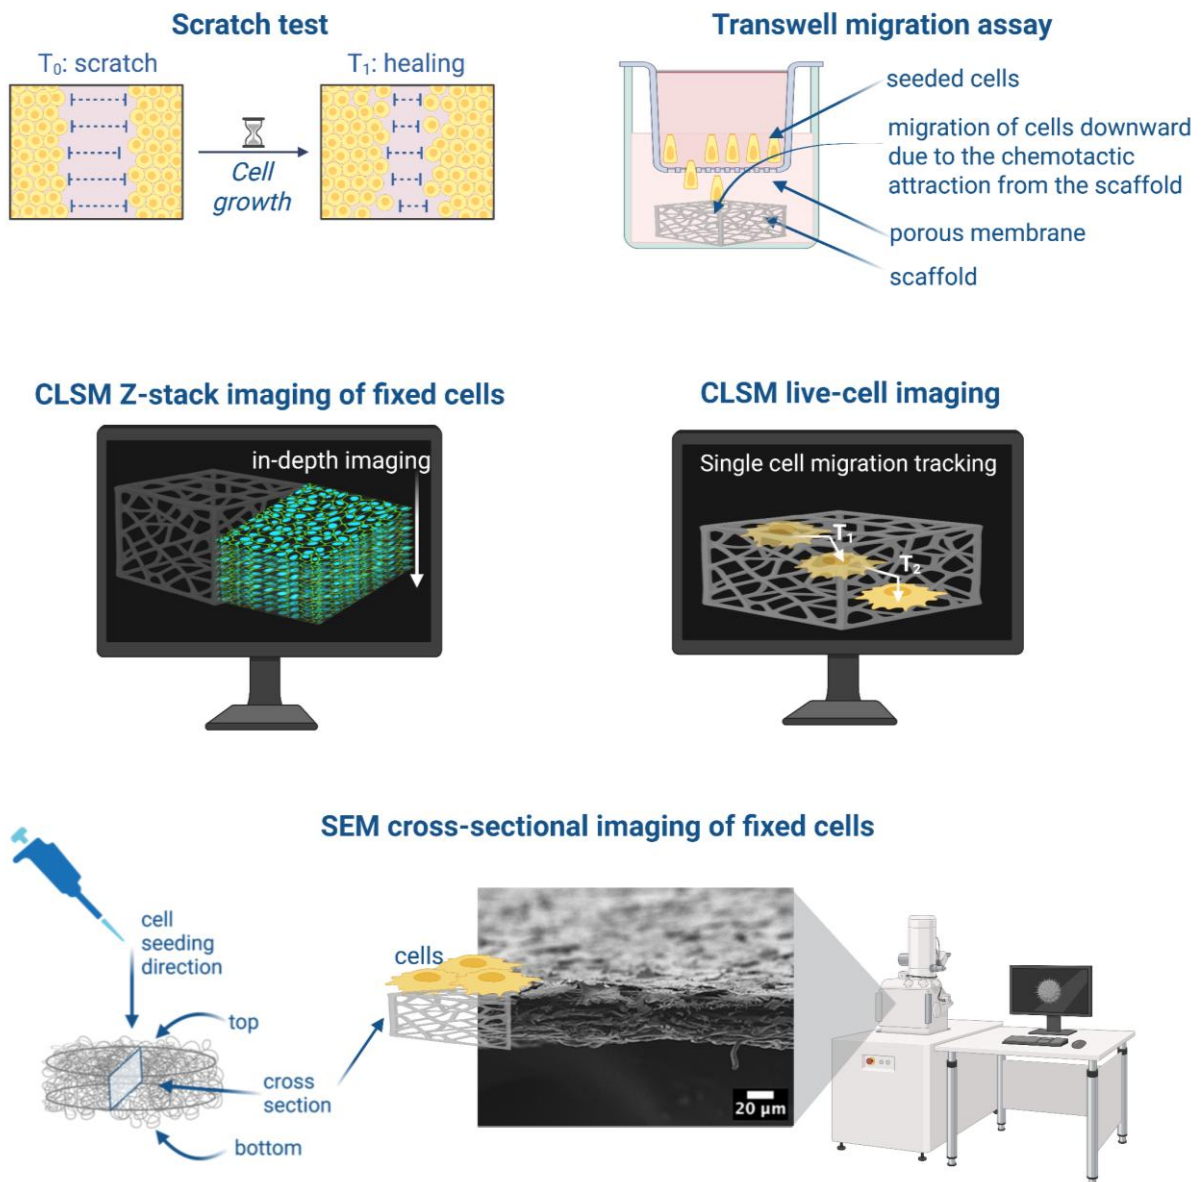 Scratch test
T₀: scratch
T₁: healing
Cell
growth
Transwell migration assay
seeded cells
migration of cells downward
due to the chemotactic
attraction from the scaffold
porous membrane
scaffold
CLSM Z-stack imaging of fixed cells
in-depth imaging
CLSM live-cell imaging
Single cell migration tracking
T₁
T₂
SEM cross-sectional imaging of fixed cells
cell
seeding
direction
top
cross
section
bottom
cells
20 µm